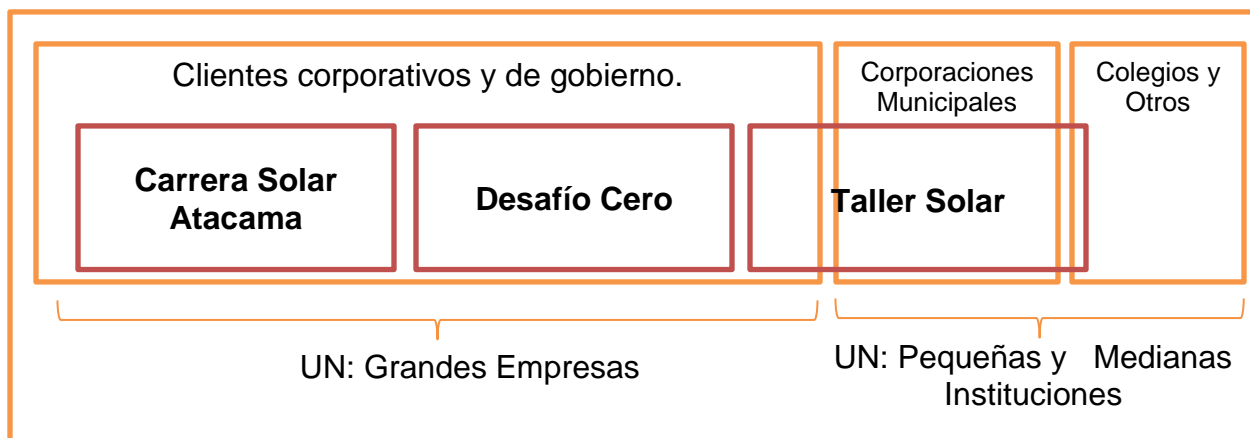 Clientes corporativos y de gobierno.
Corporaciones
Municipales
Colegios y
Otros
Carrera Solar
Atacama
Desafío Cero
Taller Solar
UN: Grandes Empresas
UN: Pequeñas y Medianas
Instituciones